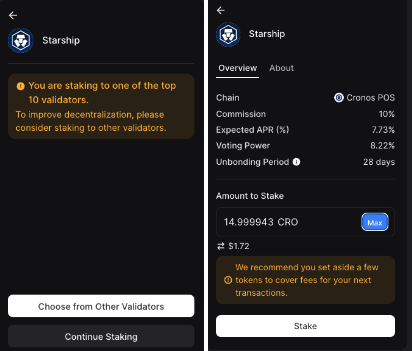 Starship
You are staking to one of the top
10 validators.
To improve decentralization, please
consider staking to other validators.
Choose from Other Validators
Continue Staking
Starship
Overview About
Chain Cronos POS
Commission 10%
Expected APR (%) 7.73%
Voting Power 8.22%
Unbonding Period 28 days
Amount to Stake
14.999943 CRO Max
$1.72
We recommend you set aside a few
tokens to cover fees for your next
transactions.
Stake